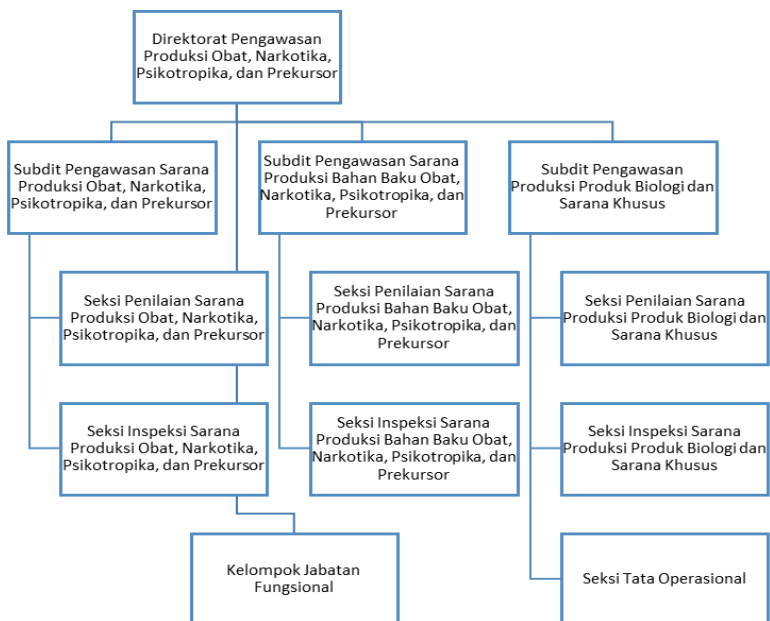 Direktorat Pengawasan
Produksi Obat, Narkotika,
Psikotropika, dan Prekursor
Subdit Pengawasan Sarana
Produksi Obat, Narkotika,
Psikotropika, dan Prekursor
Subdit Pengawasan Sarana
Produksi Bahan Baku Obat,
Narkotika, Psikotropika, dan
Prekursor
Subdit Pengawasan
Produksi Produk Biologi dan
Sarana Khusus
Seksi Penilaian Sarana
Produksi Obat, Narkotika,
Psikotropika, dan Prekursor
Seksi Penilaian Sarana
Produksi Bahan Baku Obat,
Narkotika, Psikotropika, dan
Prekursor
Seksi Penilaian Sarana
Produksi Produk Biologi dan
Sarana Khusus
Seksi Inspeksi Sarana
Produksi Obat, Narkotika,
Psikotropika, dan Prekursor
Seksi Inspeksi Sarana
Produksi Bahan Baku Obat,
Narkotika, Psikotropika, dan
Prekursor
Seksi Inspeksi Sarana
Produksi Produk Biologi dan
Sarana Khusus
Kelompok Jabatan
Fungsional
Seksi Tata Operasional